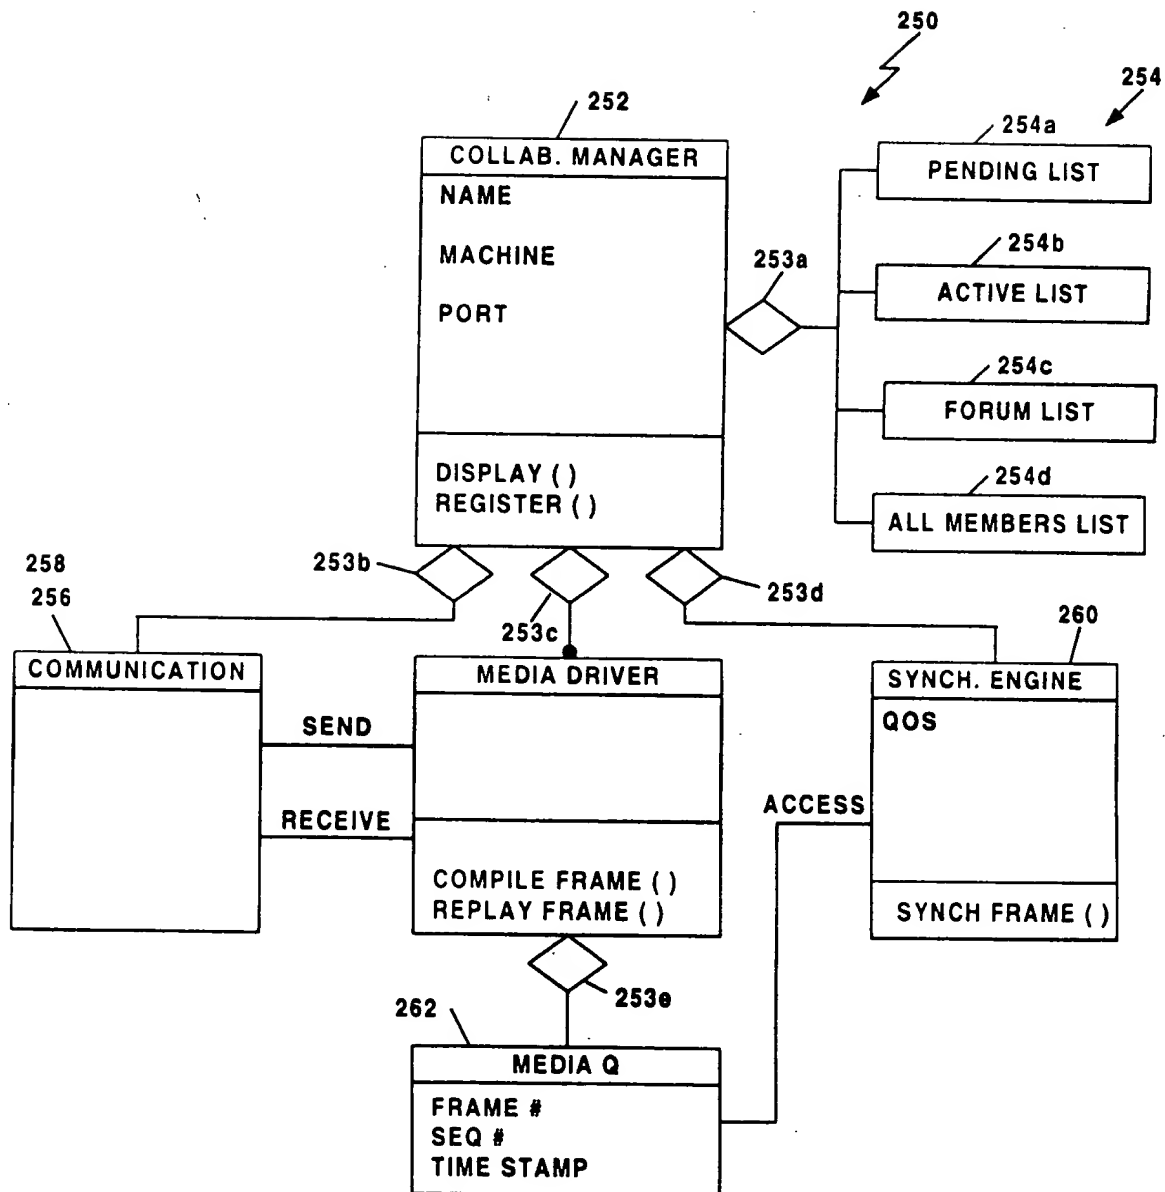 250
254
252
254a
COLLAB. MANAGER
PENDING LIST
NAME
254b
MACHINE
253a
ACTIVE LIST
PORT
254c
FORUM LIST
DISPLAY ( )
REGISTER ( )
254d
ALL MEMBERS LIST
253b
253c
253d
258
256
260
COMMUNICATION
MEDIA DRIVER
SYNCH. ENGINE
QOS
SEND
ACCESS
RECEIVE
COMPILE FRAME ( )
REPLAY FRAME ( )
SYNCH FRAME ( )
253e
262
MEDIA Q
FRAME #
SEQ #
TIME STAMP